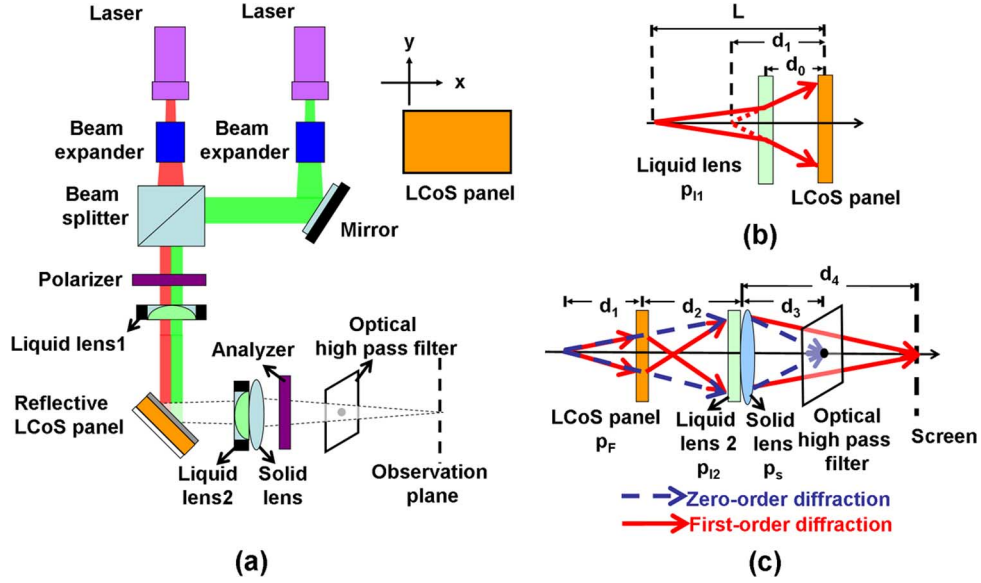 Laser
Laser
Beam
expander
Beam
expander
y
x
LCoS panel
Beam
splitter
Mirror
Polarizer
Liquid lens1
Analyzer
Optical
high pass filter
Reflective
LCoS panel
Liquid
lens2
Solid
lens
Observation
plane
(a)
L
d1
d0
Liquid lens
pl1
LCoS panel
(b)
d4
d1
d2
d3
LCoS panel
pF
Liquid
lens 2
pl2
Solid
lens
ps
Optical
high pass
filter
Screen
Zero-order diffraction
First-order diffraction
(c)